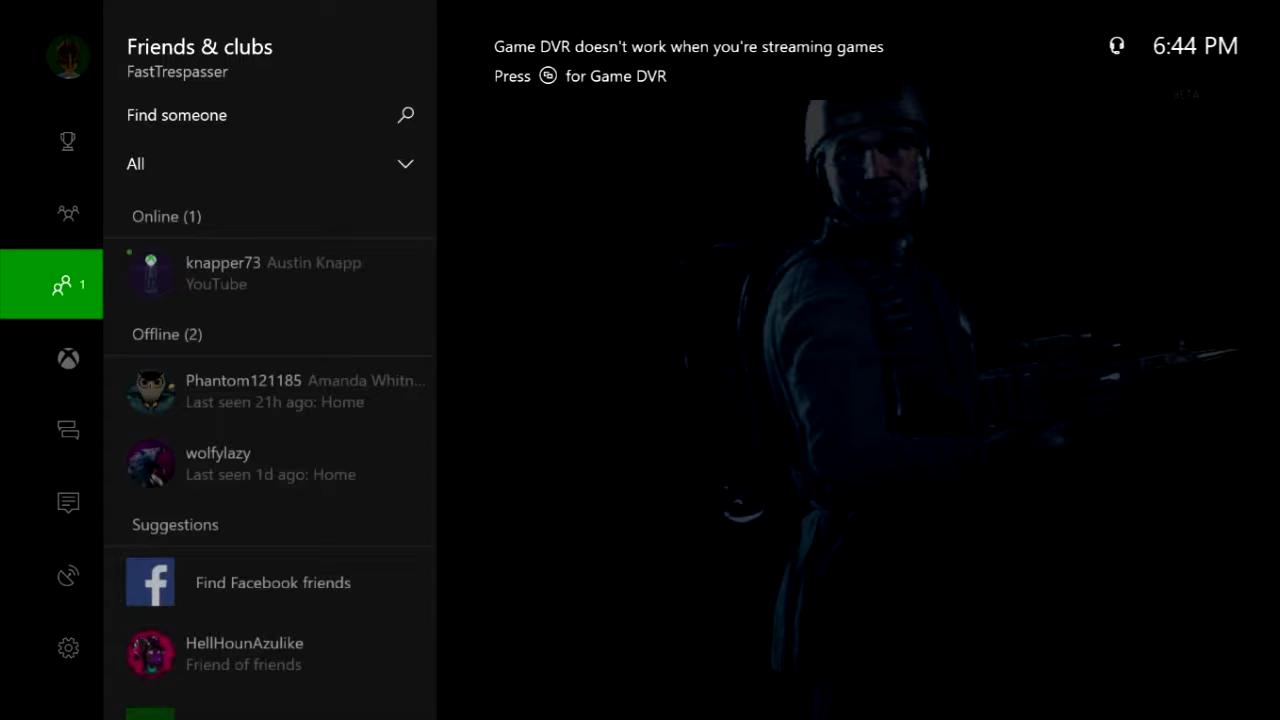 Friends & clubs
FastTrespasser
Find someone
All
Online (1)
knapper73 Austin Knapp
YouTube
Offline (2)
Phantom121185 Amanda Whitn...
Last seen 21h ago: Home
wolfylazy
Last seen 1d ago: Home
Suggestions
Find Facebook friends
HellHounAzulike
Friend of friends
1
Game DVR doesn't work when you're streaming games
Press for Game DVR
6:44 PM
BETA